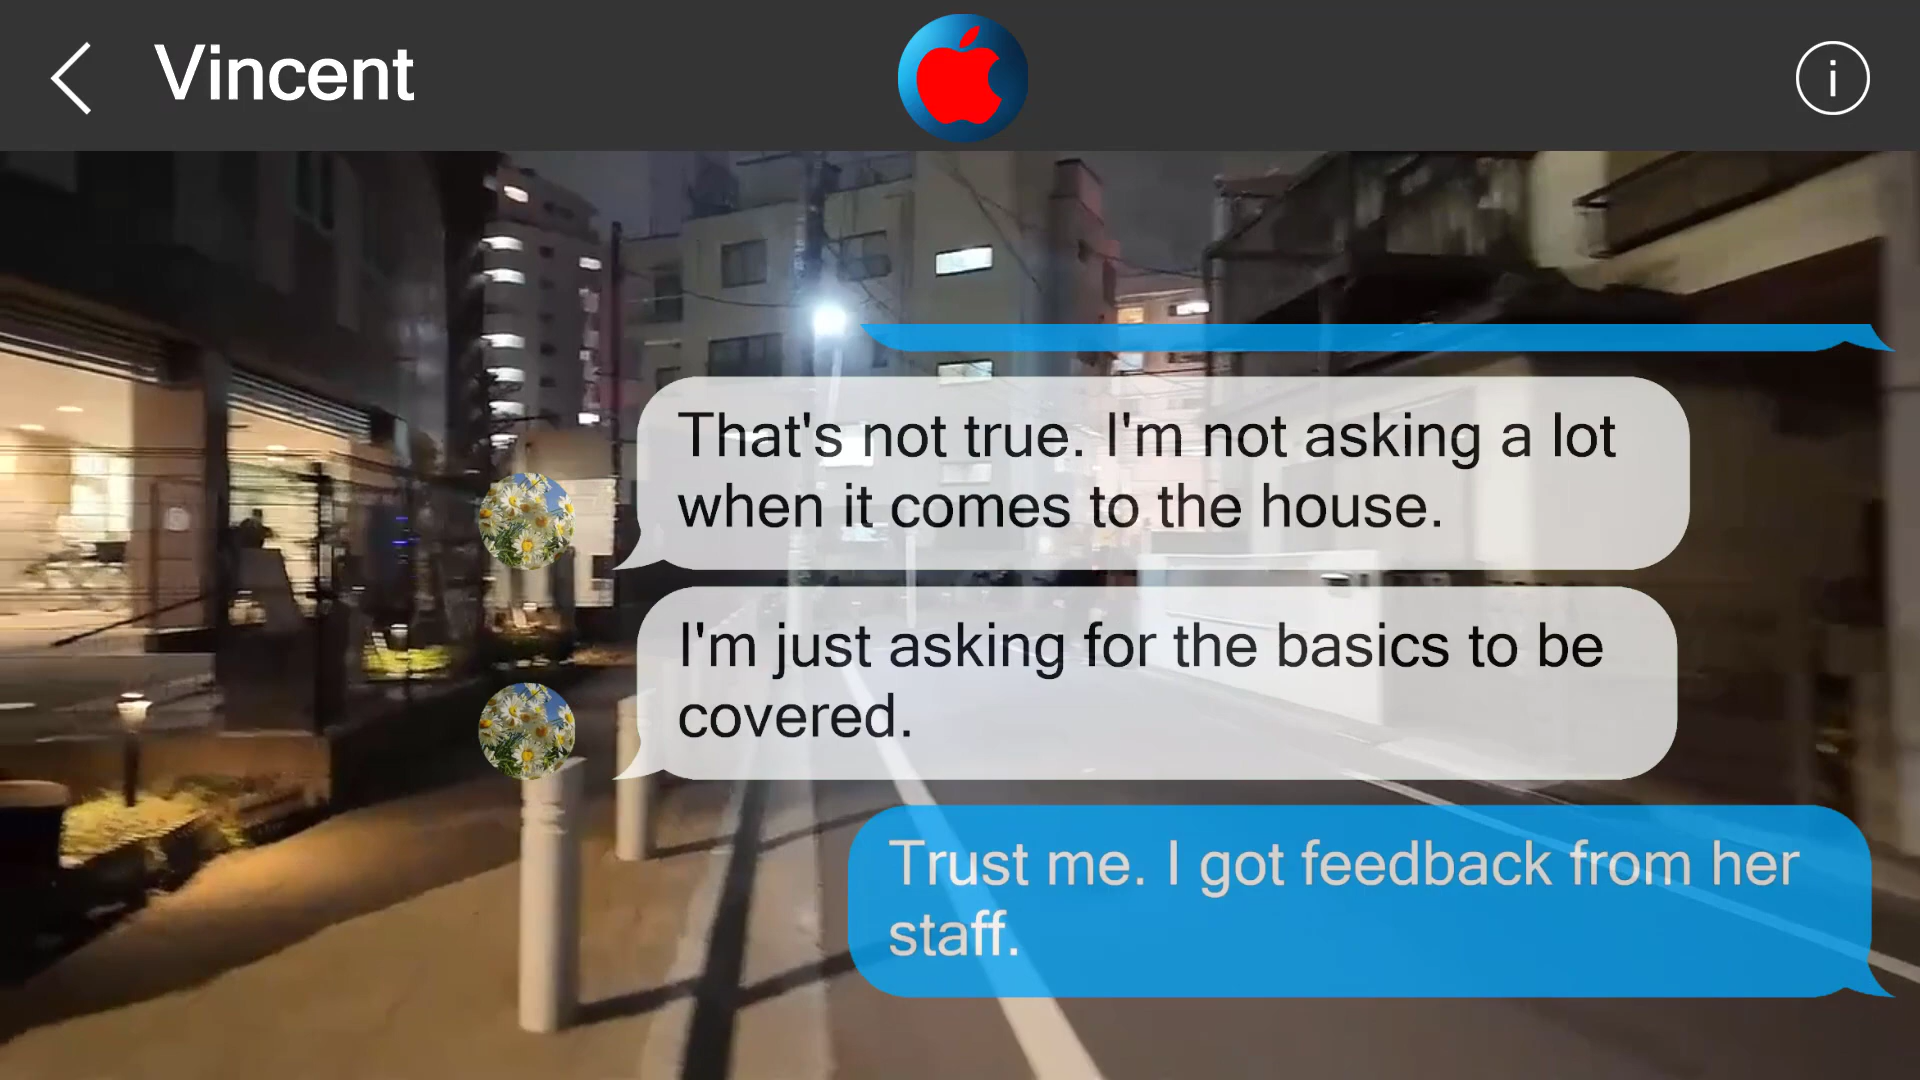 Vincent
i
That's not true. I'm not asking a lot
when it comes to the house.
I'm just asking for the basics to be
covered.
Trust me. I got feedback from her
staff.